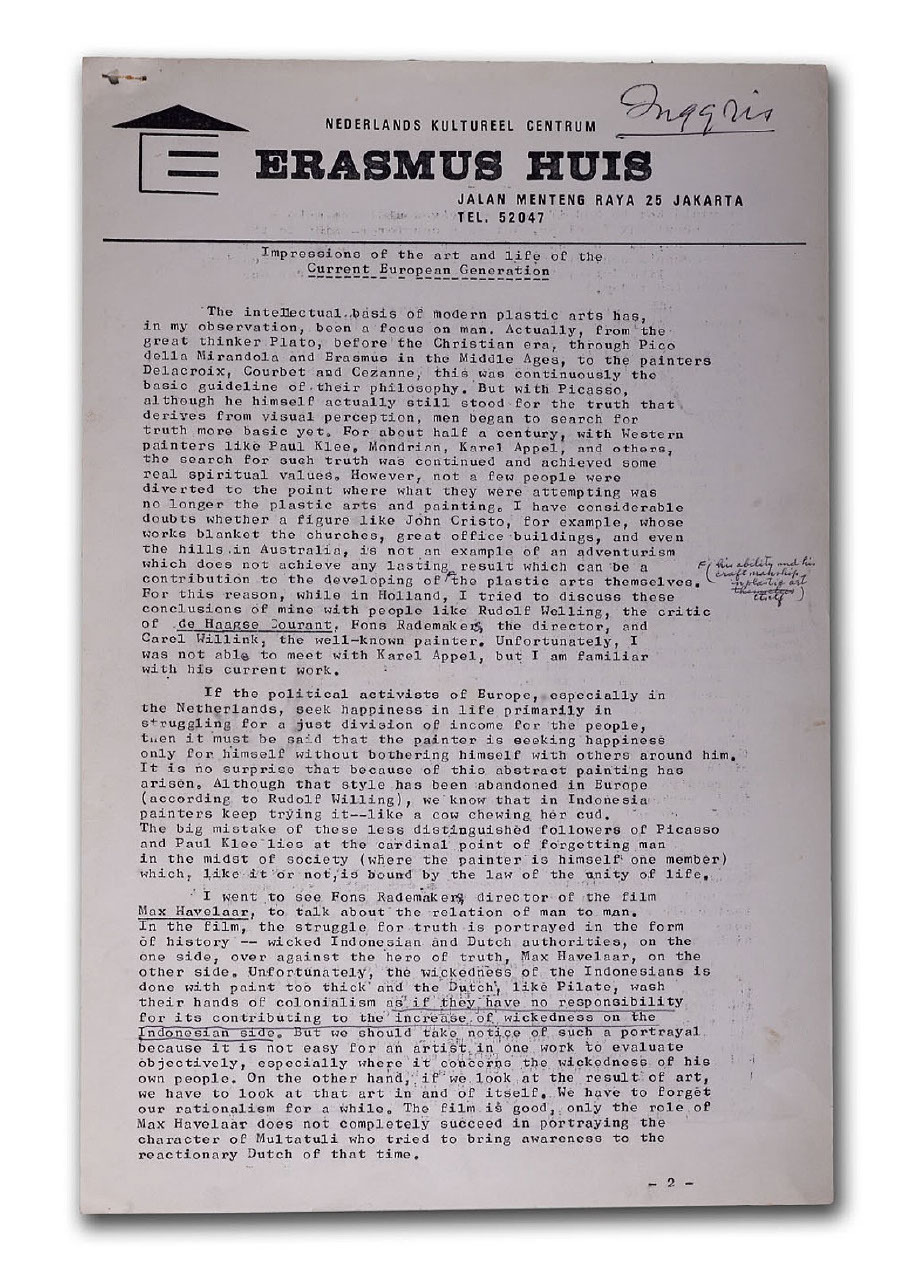 Inggris
NEDERLANDS KULTUREEL CENTRUM
ERASMUS HUIS
JALAN MENTENG RAYA 25 JAKARTA
TEL. 52047
Impressions of the art and life of the
Current European Generation
The intellectual basis of modern plastic arts has,
in my observation, been a focus on man. Actually, from the
great thinker Plato, before the Christian era, through Pico
della Mirandola and Erasmus in the Middle Ages, to the painters
Delacroix, Courbet and Cezanne, this was continuously the
basic guideline of their philosophy. But with Picasso,
although he himself actually still stood for the truth that
derives from visual perception, men began to search for
truth more basic yet. For about half a century, with Western
painters like Paul Klee, Mondrian, Karel Appel, and others,
the search for such truth was continued and achieved some
real spiritual values. However, not a few people were
diverted to the point where what they were attempting was
no longer the plastic arts and painting. I have considerable
doubts whether a figure like John Cristo, for example, whose
works blanket the churches, great office buildings, and even
the hills in Australia, is not an example of an adventurism
which does not achieve any lasting result which can be a
contribution to the developing of the plastic arts themselves.
(his ability and his
craftmanship
in plastic art
themselves
itself)
For this reason, while in Holland, I tried to discuss these
conclusions of mine with people like Rudolf Welling, the critic
of de Haagse Courant, Fons Rademakers, the director, and
Carel Willink, the well-known painter. Unfortunately, I
was not able to meet with Karel Appel, but I am familiar
with his current work.
If the political activists of Europe, especially in
the Netherlands, seek happiness in life primarily in
struggling for a just division of income for the people,
then it must be said that the painter is seeking happiness
only for himself without bothering himself with others around him.
It is no surprise that because of this abstract painting has
arisen. Although that style has been abandoned in Europe
(according to Rudolf Willing), we know that in Indonesia
painters keep trying it--like a cow chewing her cud.
The big mistake of these less distinguished followers of Picasso
and Paul Klee lies at the cardinal point of forgetting man
in the midst of society (where the painter is himself one member)
which, like it or not, is bound by the law of the unity of life.
I went to see Fons Rademakers, director of the film
Max Havelaar, to talk about the relation of man to man.
In the film, the struggle for truth is portrayed in the form
of history -- wicked Indonesian and Dutch authorities, on the
one side, over against the hero of truth, Max Havelaar, on the
other side. Unfortunately, the wickedness of the Indonesians is
done with paint too thick and the Dutch, like Pilate, wash
their hands of colonialism as if they have no responsibility
for its contributing to the increase of wickedness on the
Indonesian side. But we should take notice of such a portrayal
because it is not easy for an artist in one work to evaluate
objectively, especially where it concerns the wickedness of his
own people. On the other hand, if we look at the result of art,
we have to look at that art in and of itself. We have to forget
our rationalism for a while. The film is good, only the role of
Max Havelaar does not completely succeed in portraying the
character of Multatuli who tried to bring awareness to the
reactionary Dutch of that time.
- 2 -